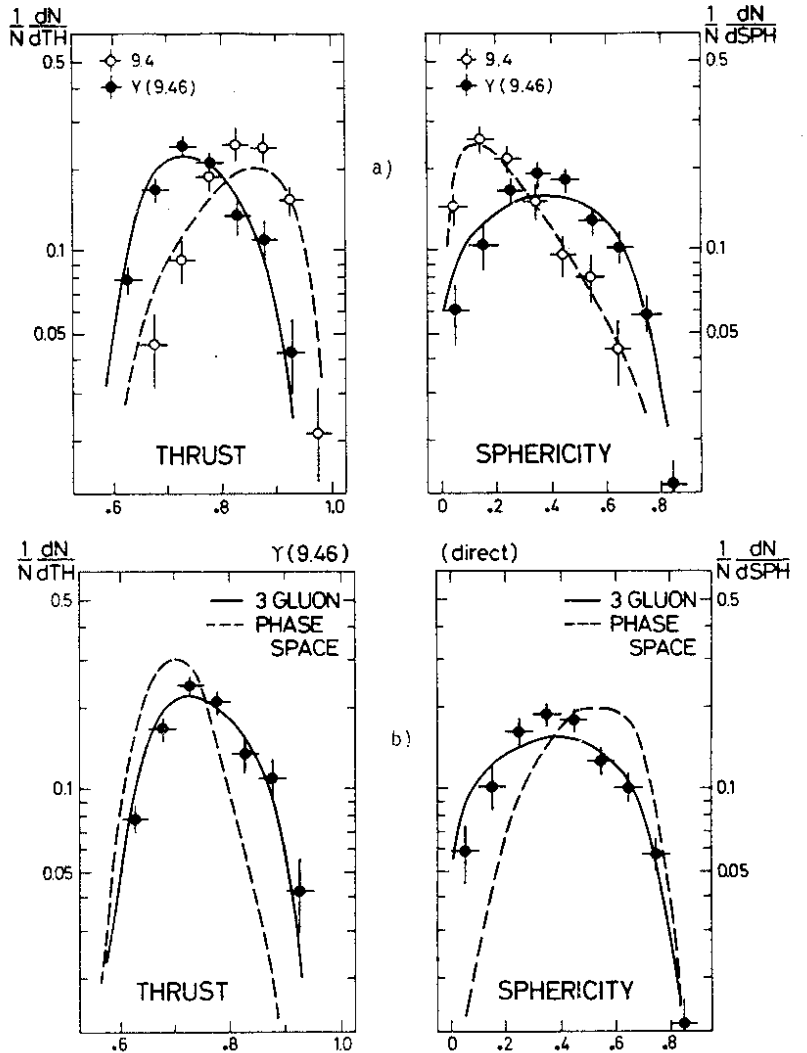 1/N dN/dTH
0.5
0.1
0.05
9.4
ϒ (9.46)
THRUST
.6
.8
1.0
a)
1/N dN/dSPH
0.5
0.1
0.05
9.4
ϒ (9.46)
SPHERICITY
0
.2
.4
.6
.8
1/N dN/dTH
ϒ(9.46)
0.5
0.1
0.05
3 GLUON
PHASE
SPACE
THRUST
.6
.8
1.0
b)
(direct)
1/N dN/dSPH
0.5
0.1
0.05
3 GLUON
PHASE
SPACE
SPHERICITY
0
.2
.4
.6
.8